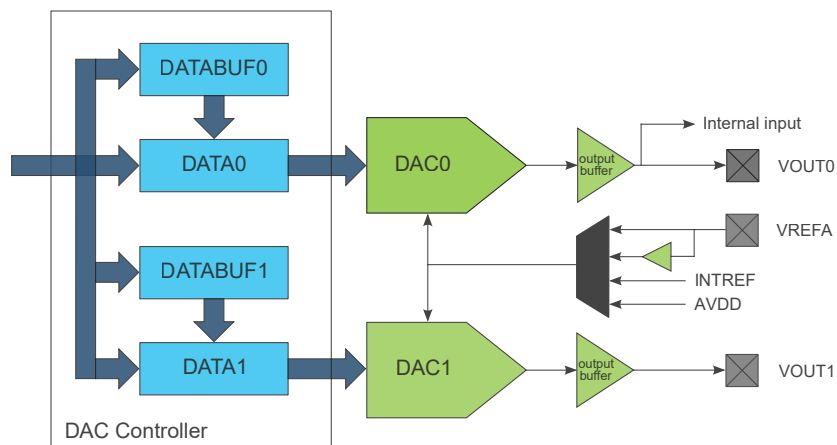 DATABUF0
DATA0
DATABUF1
DATA1
DAC Controller
DAC0
output
buffer
Internal input
VOUT0
VREFA
INTREF
AVDD
DAC1
output
buffer
VOUT1